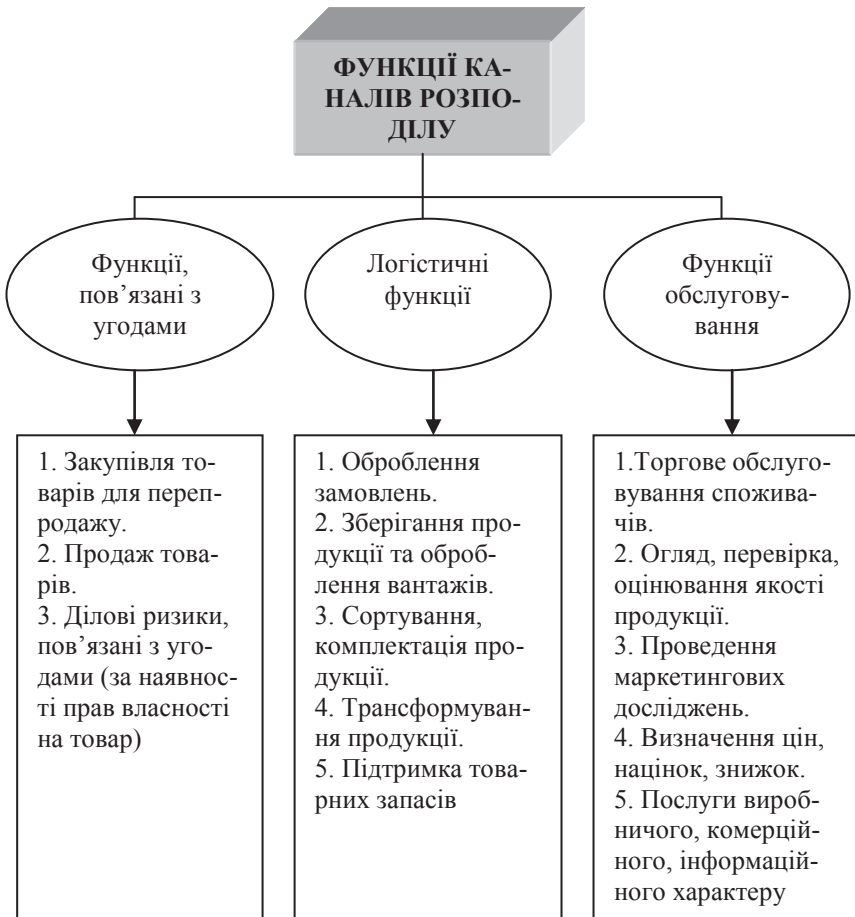 ФУНКЦІЇ КА-
НАЛІВ РОЗПО-
ДІЛУ
Функції,
пов’язані з
угодами
Логістичні
функції
Функції
обслугову-
вання
1. Закупівля то-
варів для переп-
родажу.
2. Продаж това-
рів.
3. Ділові ризики,
пов’язані з уго-
дами (за наявнос-
ті прав власності
на товар)
1. Оброблення
замовлень.
2. Зберігання про-
дукції та оброб-
лення вантажів.
3. Сортування,
комплектація про-
дукції.
4. Трансформуван-
ня продукції.
5. Підтримка това-
рних запасів
1.Торгове обслуго-
вування спожива-
чів.
2. Огляд, перевірка,
оцінювання якості
продукції.
3. Проведення
маркетингових
досліджень.
4. Визначення цін,
націнок, знижок.
5. Послуги вироб-
ничого, комерцій-
ного, інформацій-
ного характеру